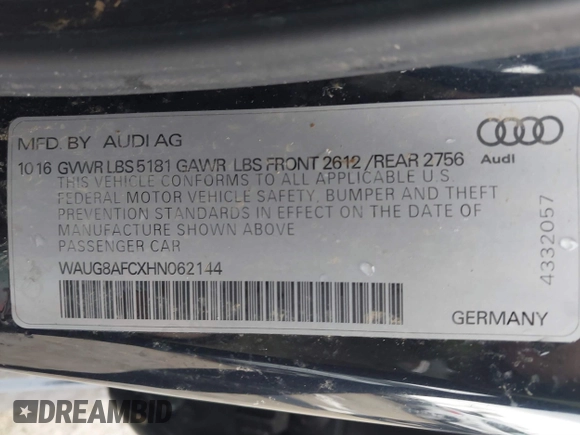 MFD. BY AUDI AG
10 16 GVWR LBS 5181 GAWR LBS FRONT 2612 /REAR 2756
THIS VEHICLE CONFORMS TO ALL APPLICABLE U.S.
FEDERAL MOTOR VEHICLE SAFETY, BUMPER AND THEFT
PREVENTION STANDARDS IN EFFECT ON THE DATE OF
MANUFACTURE SHOWN ABOVE
PASSENGER CAR
WAUG8AFCXHN062144
Audi
4332057
GERMANY
DREAMBID